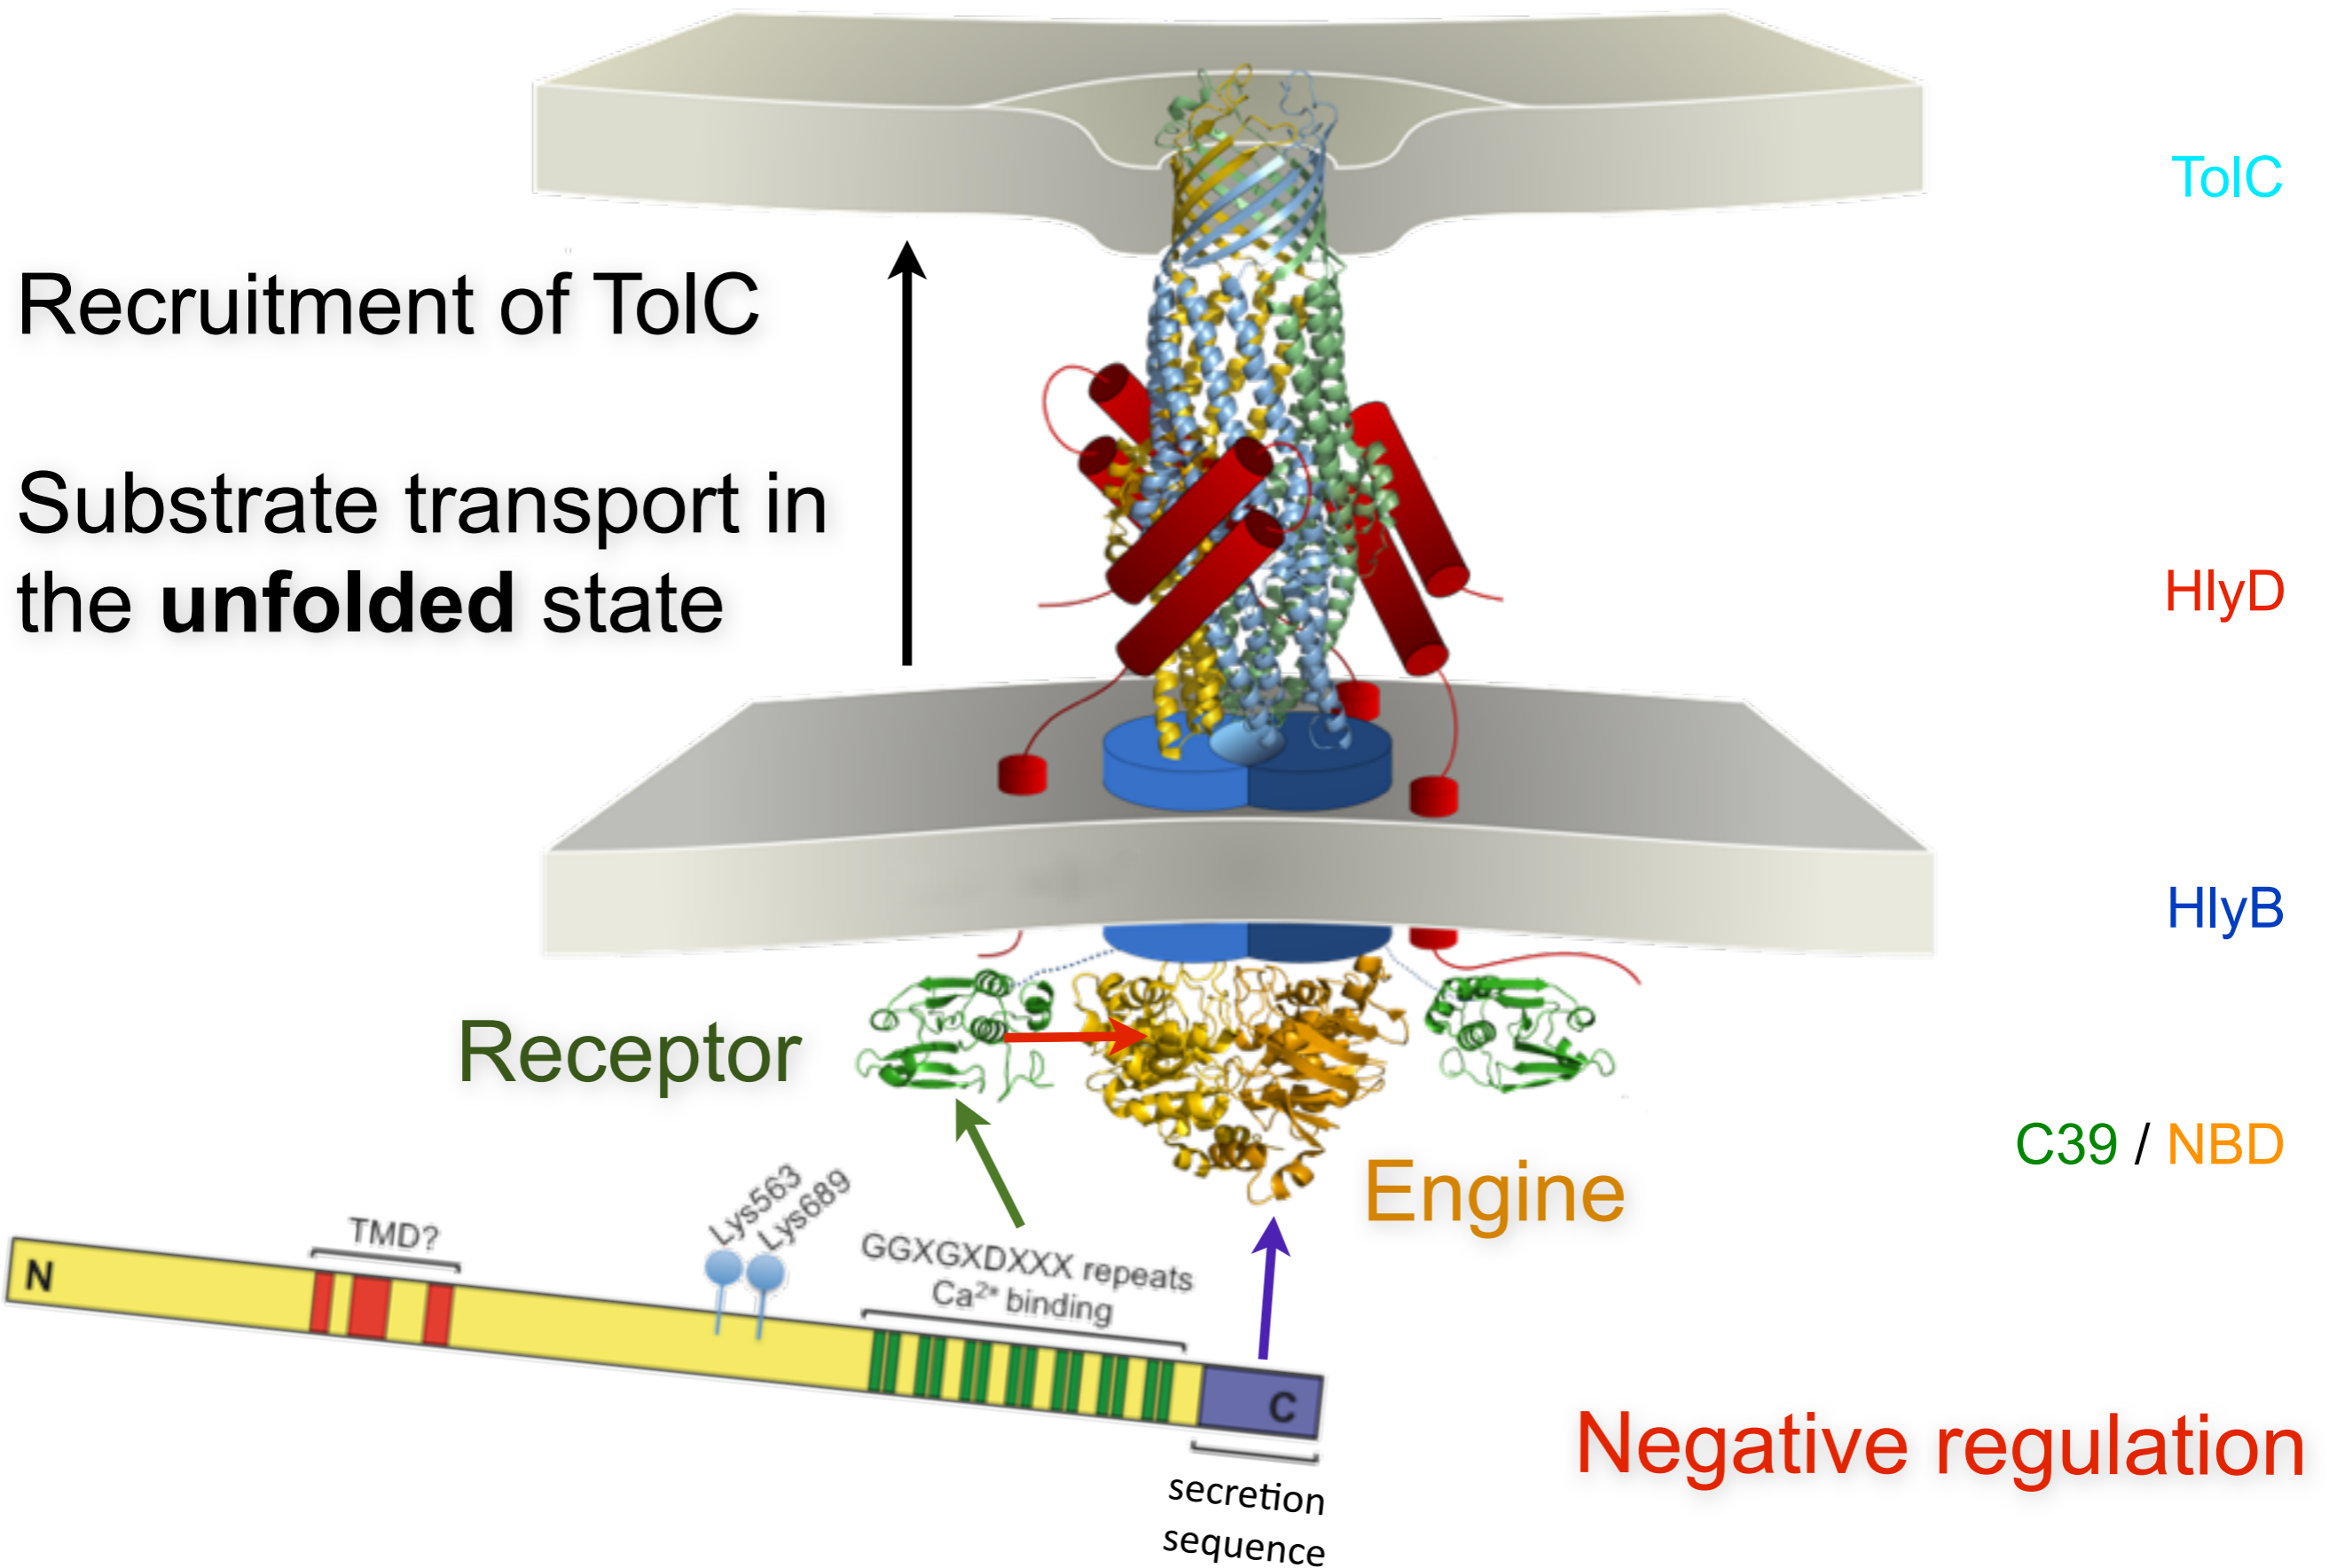 TolC
Recruitment of TolC
Substrate transport in
the unfolded state
HlyD
HlyB
Receptor
C39 / NBD
Engine
Lys563
Lys689
TMD?
GGXGXDXXX repeats
Ca²⁺ binding
N
C
Negative regulation
secretion
sequence